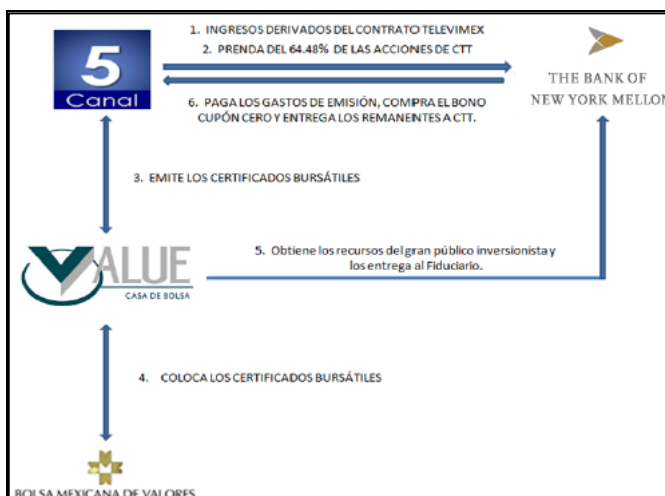 1. INGRESOS DERIVADOS DEL CONTRATO TELEVIMEX
2. PRENDA DEL 64.48% DE LAS ACCIONES DE CTT
5
Canal
THE BANK OF
NEW YORK MELLON
6. PAGA LOS GASTOS DE EMISIÓN, COMPRA EL BONO
CUPÓN CERO Y ENTREGA LOS REMANENTES A CTT.
3. EMITE LOS CERTIFICADOS BURSÁTILES
VALUE
CASA DE BOLSA
5. Obtiene los recursos del gran público inversionista y
los entrega al Fiduciario.
4. COLOCA LOS CERTIFICADOS BURSÁTILES
BOLSA MEXICANA DE VALORES